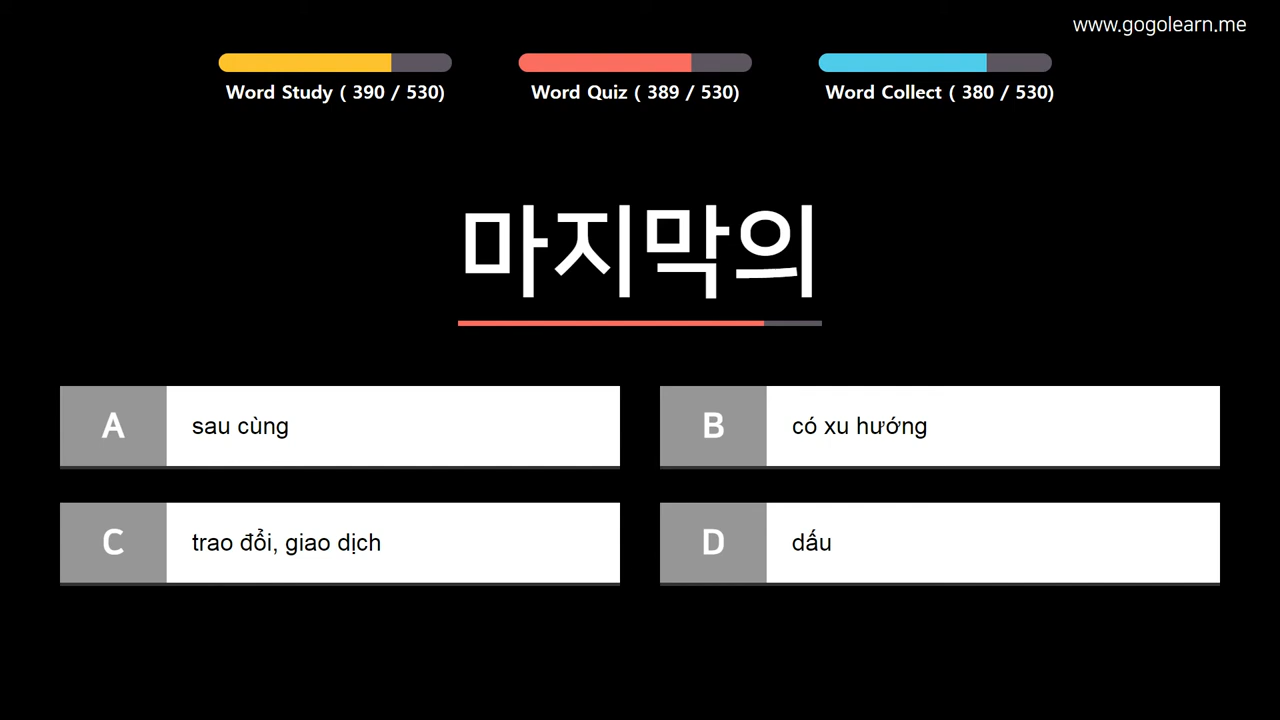 www.gogolearn.me
Word Study ( 390 / 530)
Word Quiz ( 389 / 530)
Word Collect ( 380 / 530)
마지막의
A sau cùng
B có xu hướng
C trao đổi, giao dịch
D dấu